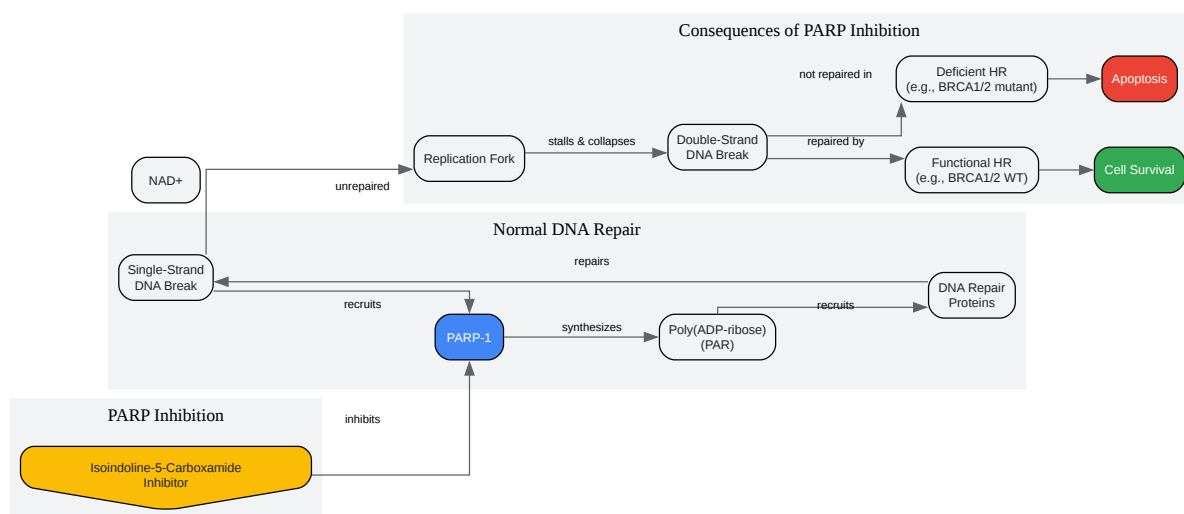 Consequences of PARP Inhibition
not repaired in
Deficient HR
(e.g., BRCA1/2 mutant)
Apoptosis
Replication Fork
stalls & collapses
Double-Strand
DNA Break
repaired by
Functional HR
(e.g., BRCA1/2 WT)
Cell Survival
NAD+
unrepaired
Normal DNA Repair
Single-Strand
DNA Break
repairs
recruits
PARP-1
synthesizes
Poly(ADP-ribose)
(PAR)
recruits
DNA Repair
Proteins
PARP Inhibition
inhibits
Isoindoline-5-Carboxamide
Inhibitor